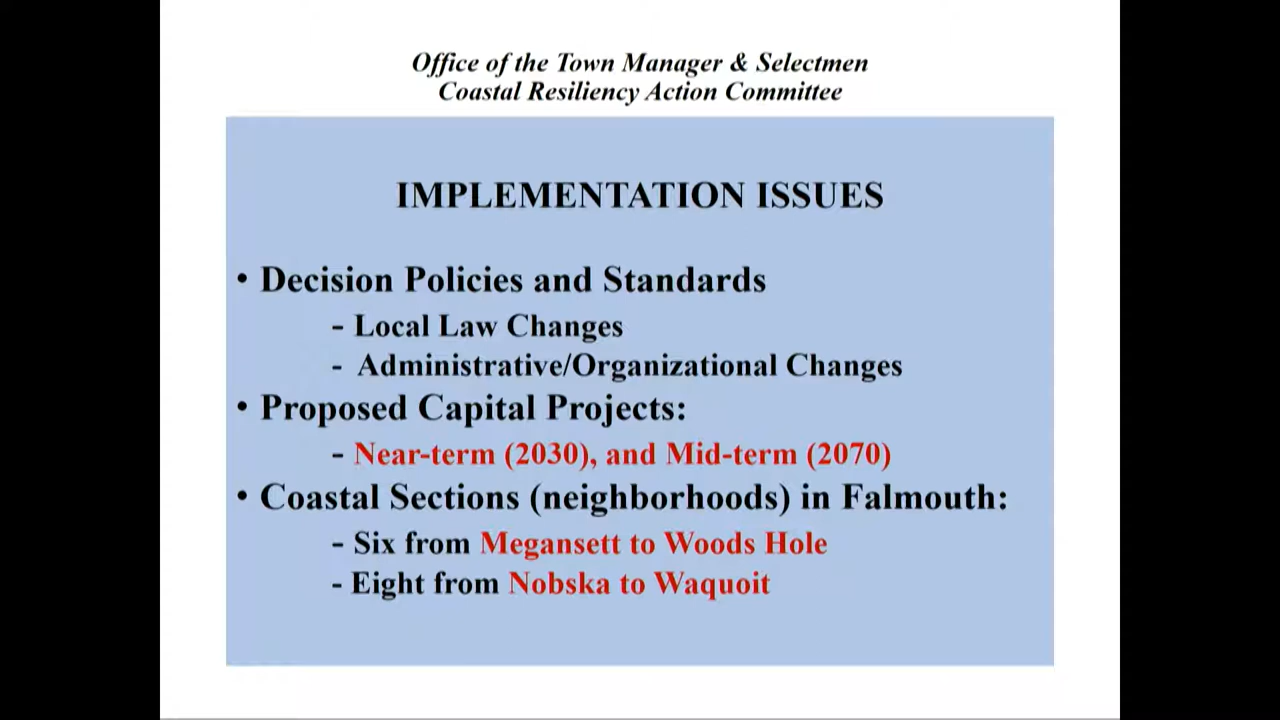 Office of the Town Manager & Selectmen
Coastal Resiliency Action Committee
IMPLEMENTATION ISSUES
• Decision Policies and Standards
- Local Law Changes
- Administrative/Organizational Changes
• Proposed Capital Projects:
- Near-term (2030), and Mid-term (2070)
• Coastal Sections (neighborhoods) in Falmouth:
- Six from Megansett to Woods Hole
- Eight from Nobska to Waquoit